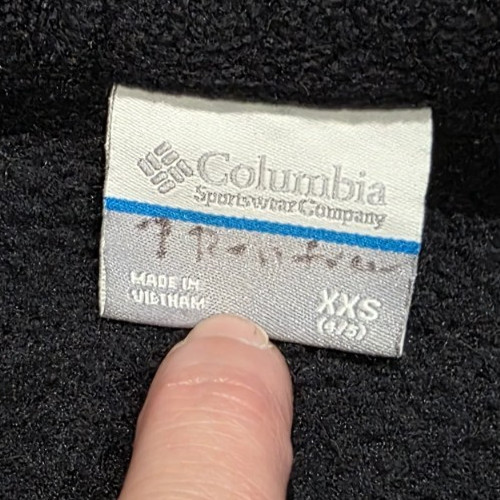 Columbia
Sportswear Company
MADE IN
VIETNAM
XXS
(4/5)